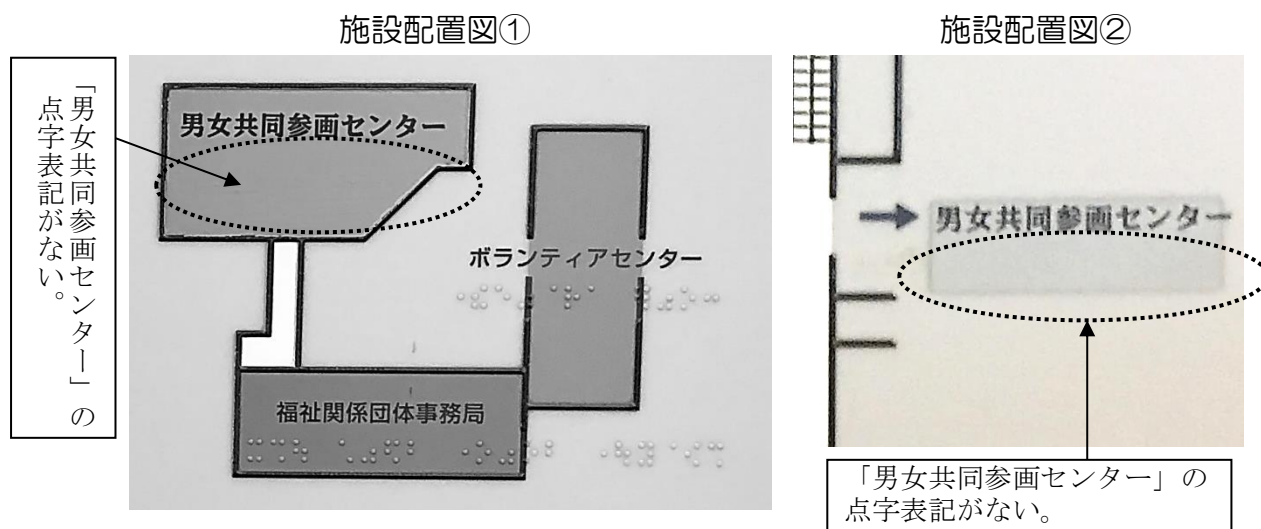 施設配置図①
施設配置図②
「男女共同参画センター」の
点字表記がない。
男女共同参画センター
ボランティアセンター
福祉関係団体事務局
男女共同参画センター
「男女共同参画センター」の
点字表記がない。